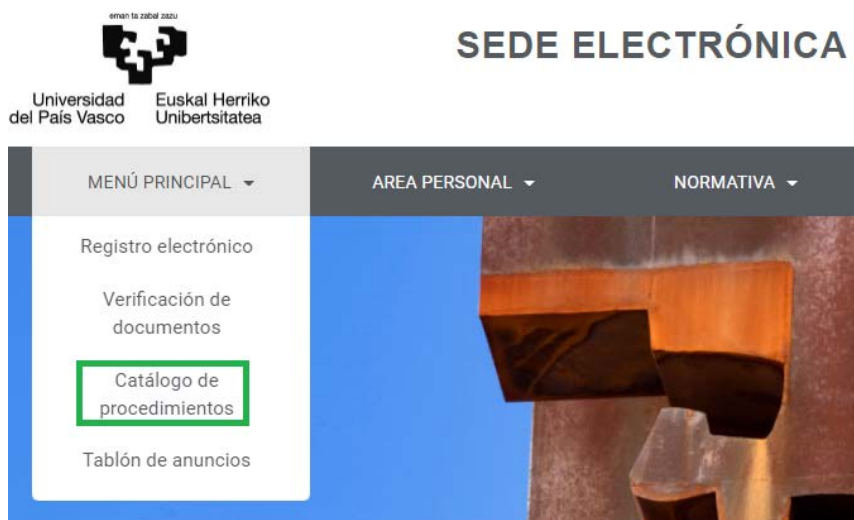 eman ta zabal zazu
Universidad
del País Vasco
Euskal Herriko
Unibertsitatea
SEDE ELECTRÓNICA
MENÚ PRINCIPAL
AREA PERSONAL
NORMATIVA
Registro electrónico
Verificación de
documentos
Catálogo de
procedimientos
Tablón de anuncios